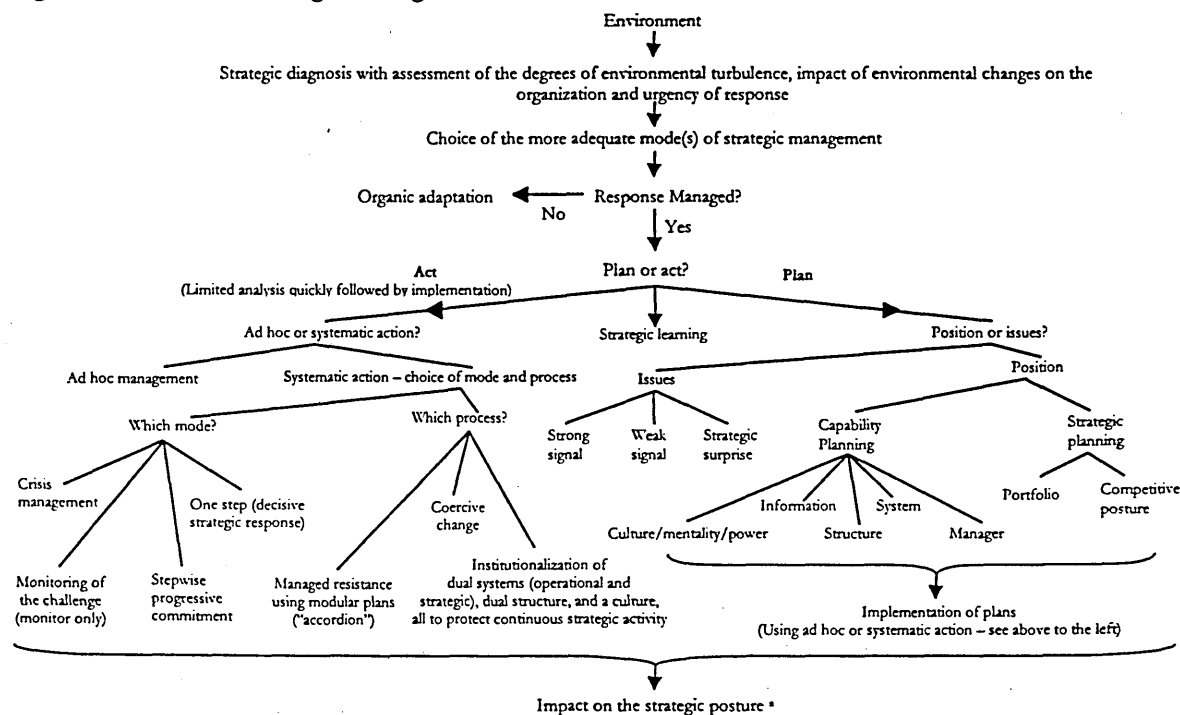 Environment
Strategic diagnosis with assessment of the degrees of environmental turbulence, impact of environmental changes on the
organization and urgency of response
Choice of the more adequate mode(s) of strategic management
Organic adaptation
No
Response Managed?
Yes
Act
(Limited analysis quickly followed by implementation)
Plan or act?
Plan
Ad hoc or systematic action?
Strategic learning
Position or issues?
Ad hoc management
Systematic action – choice of mode and process
Issues
Position
Which mode?
Which process?
Strong
signal
Weak
signal
Strategic
surprise
Capability
Planning
Strategic
planning
Crisis
management
One step (decisive
strategic response)
Coercive
change
Information
System
Portfolio
Competitive
posture
Culture/mentality/power
Structure
Manager
Monitoring of
the challenge
(monitor only)
Stepwise
progressive
commitment
Managed resistance
using modular plans
("accordion")
Institutionalization of
dual systems (operational and
strategic), dual structure, and a culture,
all to protect continuous strategic activity
Implementation of plans
(Using ad hoc or systematic action – see above to the left)
Impact on the strategic posture